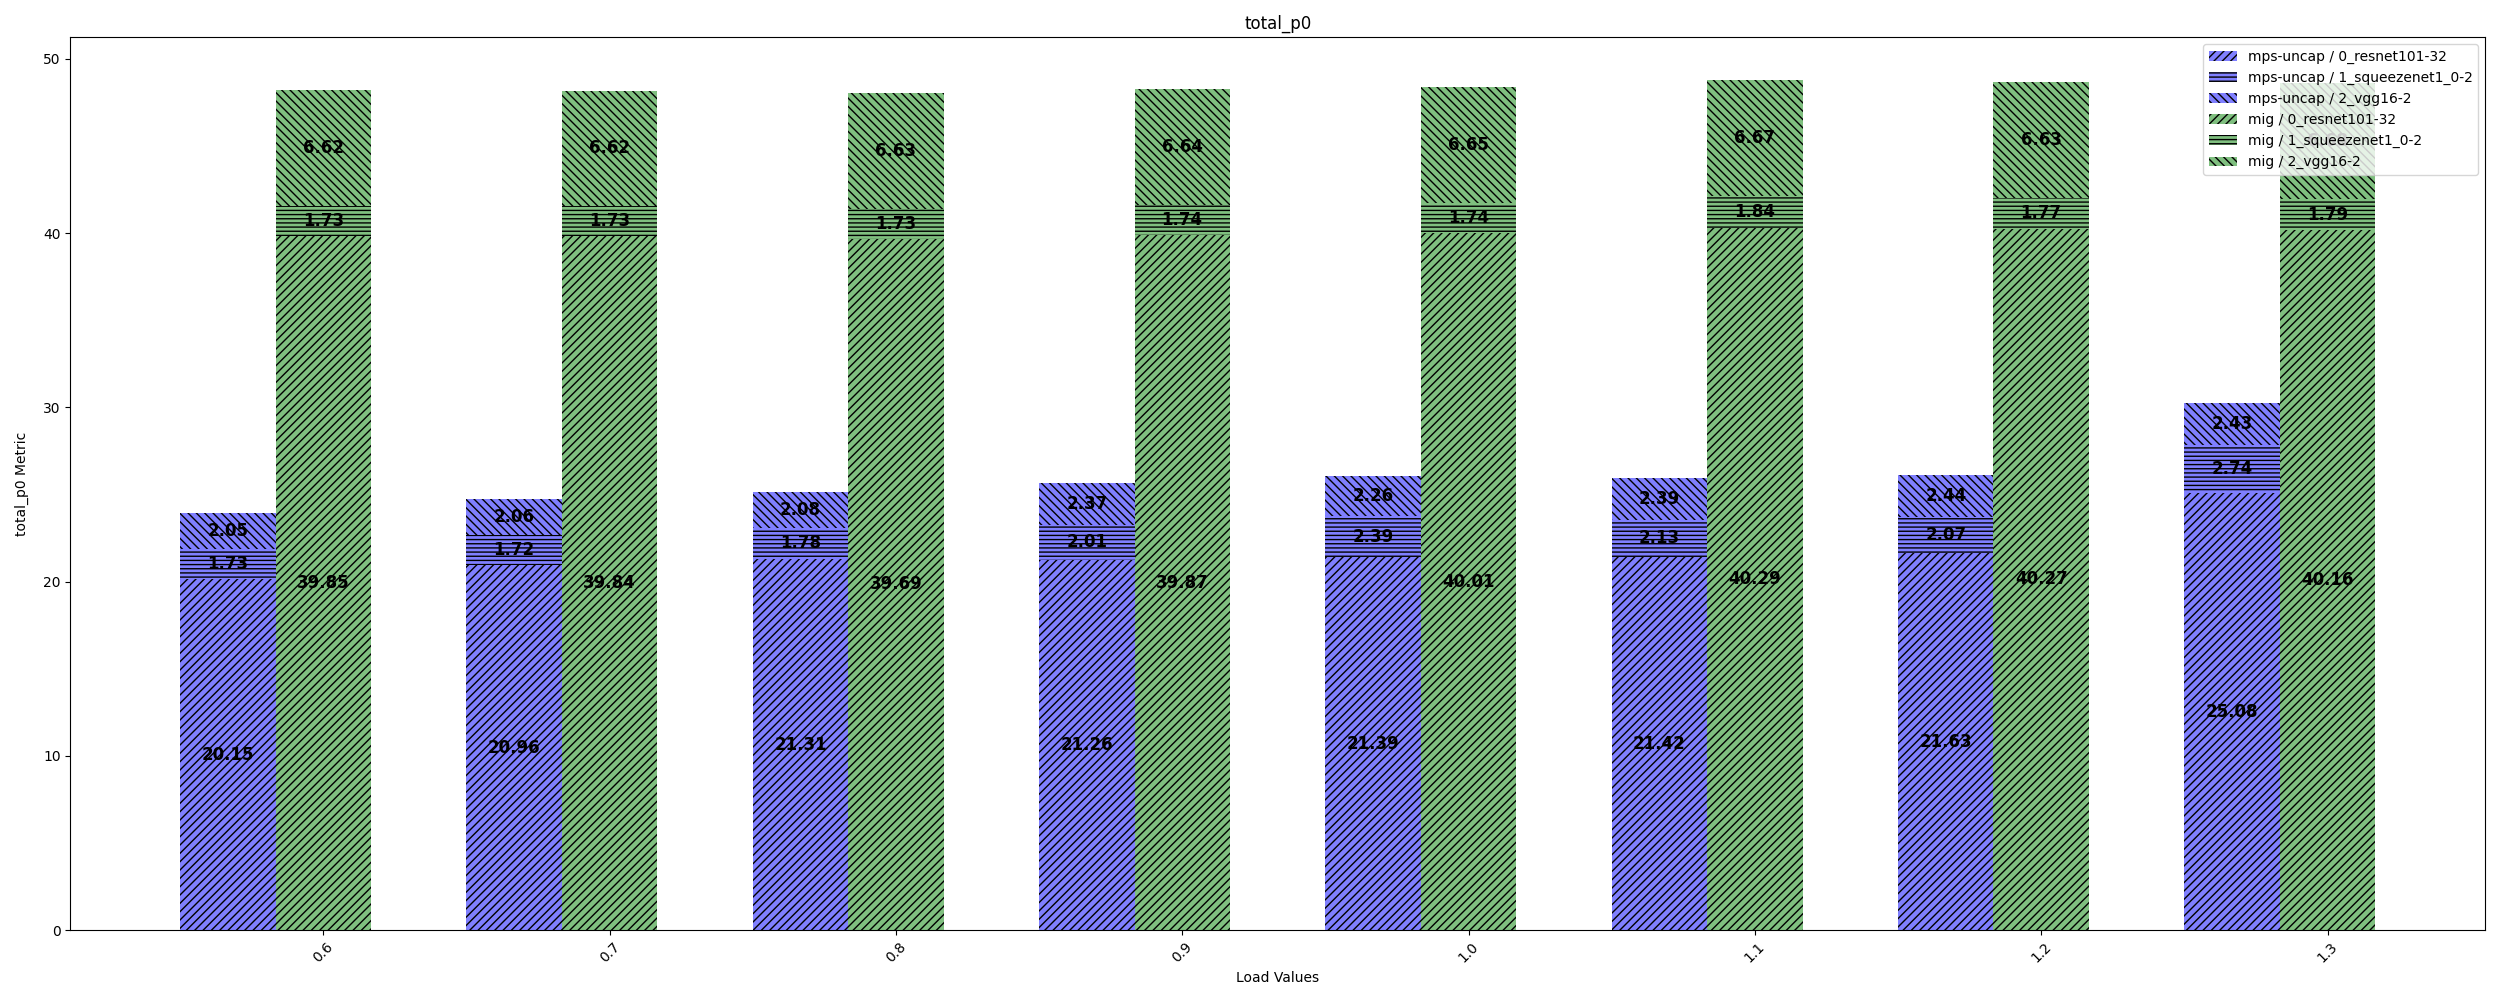 total_p0
total_p0 Metric
50
40
30
20
10
0
mps-uncap / 0_resnet101-32
mps-uncap / 1_squeezenet1_0-2
mps-uncap / 2_vgg16-2
mig / 0_resnet101-32
mig / 1_squeezenet1_0-2
mig / 2_vgg16-2
6.62 6.62 6.63 6.64 6.65 6.67 6.63
1.73 1.73 1.73 1.74 1.74 1.84 1.77 1.79
2.05 2.06 2.08 2.37 2.26 2.39 2.44 2.43
1.73 1.72 1.78 2.01 2.39 2.13 2.07 2.74
39.85 39.84 39.69 39.87 40.01 40.29 40.27 40.16
20.15 20.96 21.31 21.26 21.39 21.42 21.63 25.08
0.6 0.7 0.8 0.9 1.0 1.1 1.2 1.3
Load Values